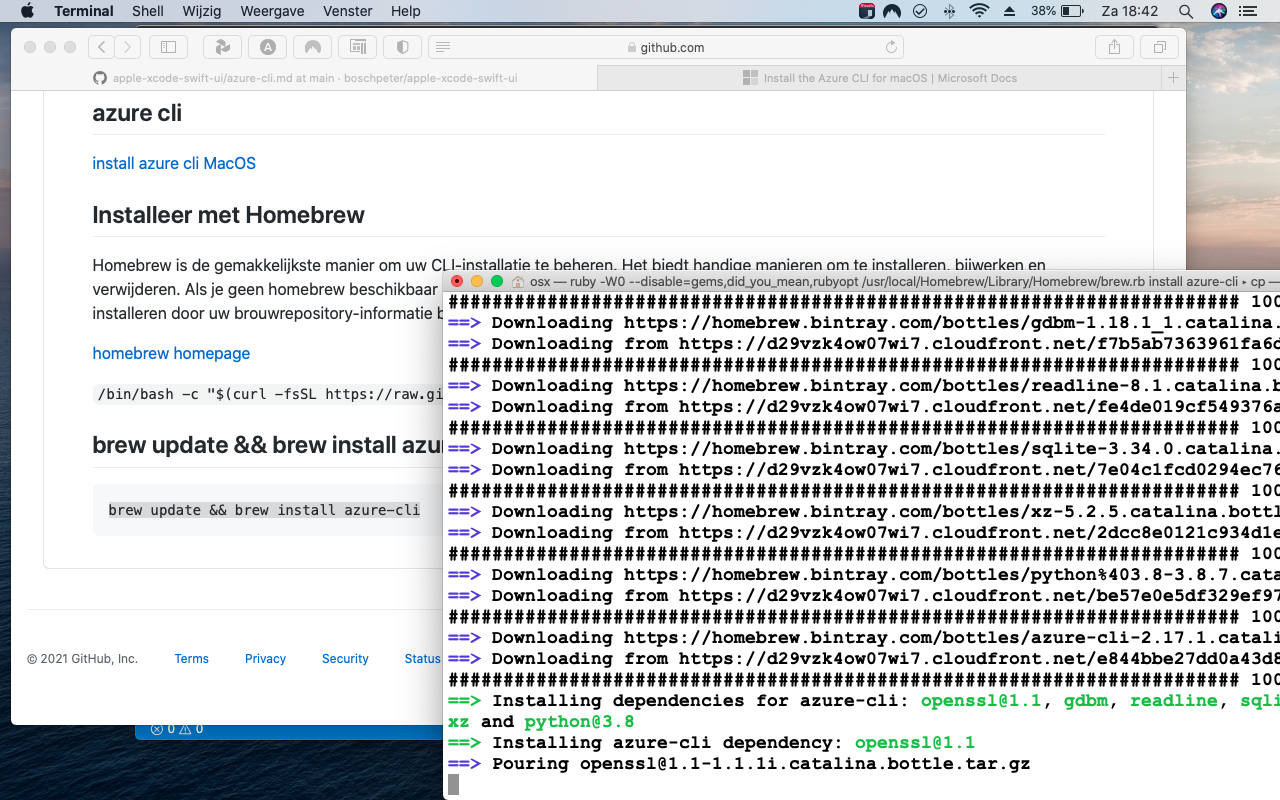 Terminal Shell Wijzig Weergave Venster Help 38% Za 18:42
github.com
apple-xcode-swift-ui/azure-cli.md at main · boschpeter/apple-xcode-swift-ui
Install the Azure CLI for macOS | Microsoft Docs
azure cli
install azure cli MacOS
Installeer met Homebrew
Homebrew is de gemakkelijkste manier om uw CLI-installatie te beheren. Het biedt handige manieren om te installeren, bijwerken en
verwijderen. Als je geen homebrew beschikbaar
installeren door uw brouwrepository-informatie b
homebrew homepage
/bin/bash -c "$(curl -fsSL https://raw.gi
brew update && brew install azur
brew update && brew install azure-cli
© 2021 GitHub, Inc. Terms Privacy Security Status
0 0
osx — ruby -W0 --disable=gems,did_you_mean,rubyopt /usr/local/Homebrew/Library/Homebrew/brew.rb install azure-cli ▸ cp —
######################################################################## 100
==> Downloading https://homebrew.bintray.com/bottles/gdbm-1.18.1_1.catalina.
==> Downloading from https://d29vzk4ow07wi7.cloudfront.net/f7b5ab7363961fa6d
######################################################################## 100
==> Downloading https://homebrew.bintray.com/bottles/readline-8.1.catalina.b
==> Downloading from https://d29vzk4ow07wi7.cloudfront.net/fe4de019cf549376a
######################################################################## 100
==> Downloading https://homebrew.bintray.com/bottles/sqlite-3.34.0.catalina.
==> Downloading from https://d29vzk4ow07wi7.cloudfront.net/7e04c1fcd0294ec76
######################################################################## 100
==> Downloading https://homebrew.bintray.com/bottles/xz-5.2.5.catalina.bottl
==> Downloading from https://d29vzk4ow07wi7.cloudfront.net/2dcc8e0121c934d1e
######################################################################## 100
==> Downloading https://homebrew.bintray.com/bottles/python%403.8-3.8.7.cata
==> Downloading from https://d29vzk4ow07wi7.cloudfront.net/be57e0e5df329ef97
######################################################################## 100
==> Downloading https://homebrew.bintray.com/bottles/azure-cli-2.17.1.catali
==> Downloading from https://d29vzk4ow07wi7.cloudfront.net/e844bbe27dd0a43d8
######################################################################## 100
==> Installing dependencies for azure-cli: openssl@1.1, gdbm, readline, sqli
xz and python@3.8
==> Installing azure-cli dependency: openssl@1.1
==> Pouring openssl@1.1-1.1.1i.catalina.bottle.tar.gz